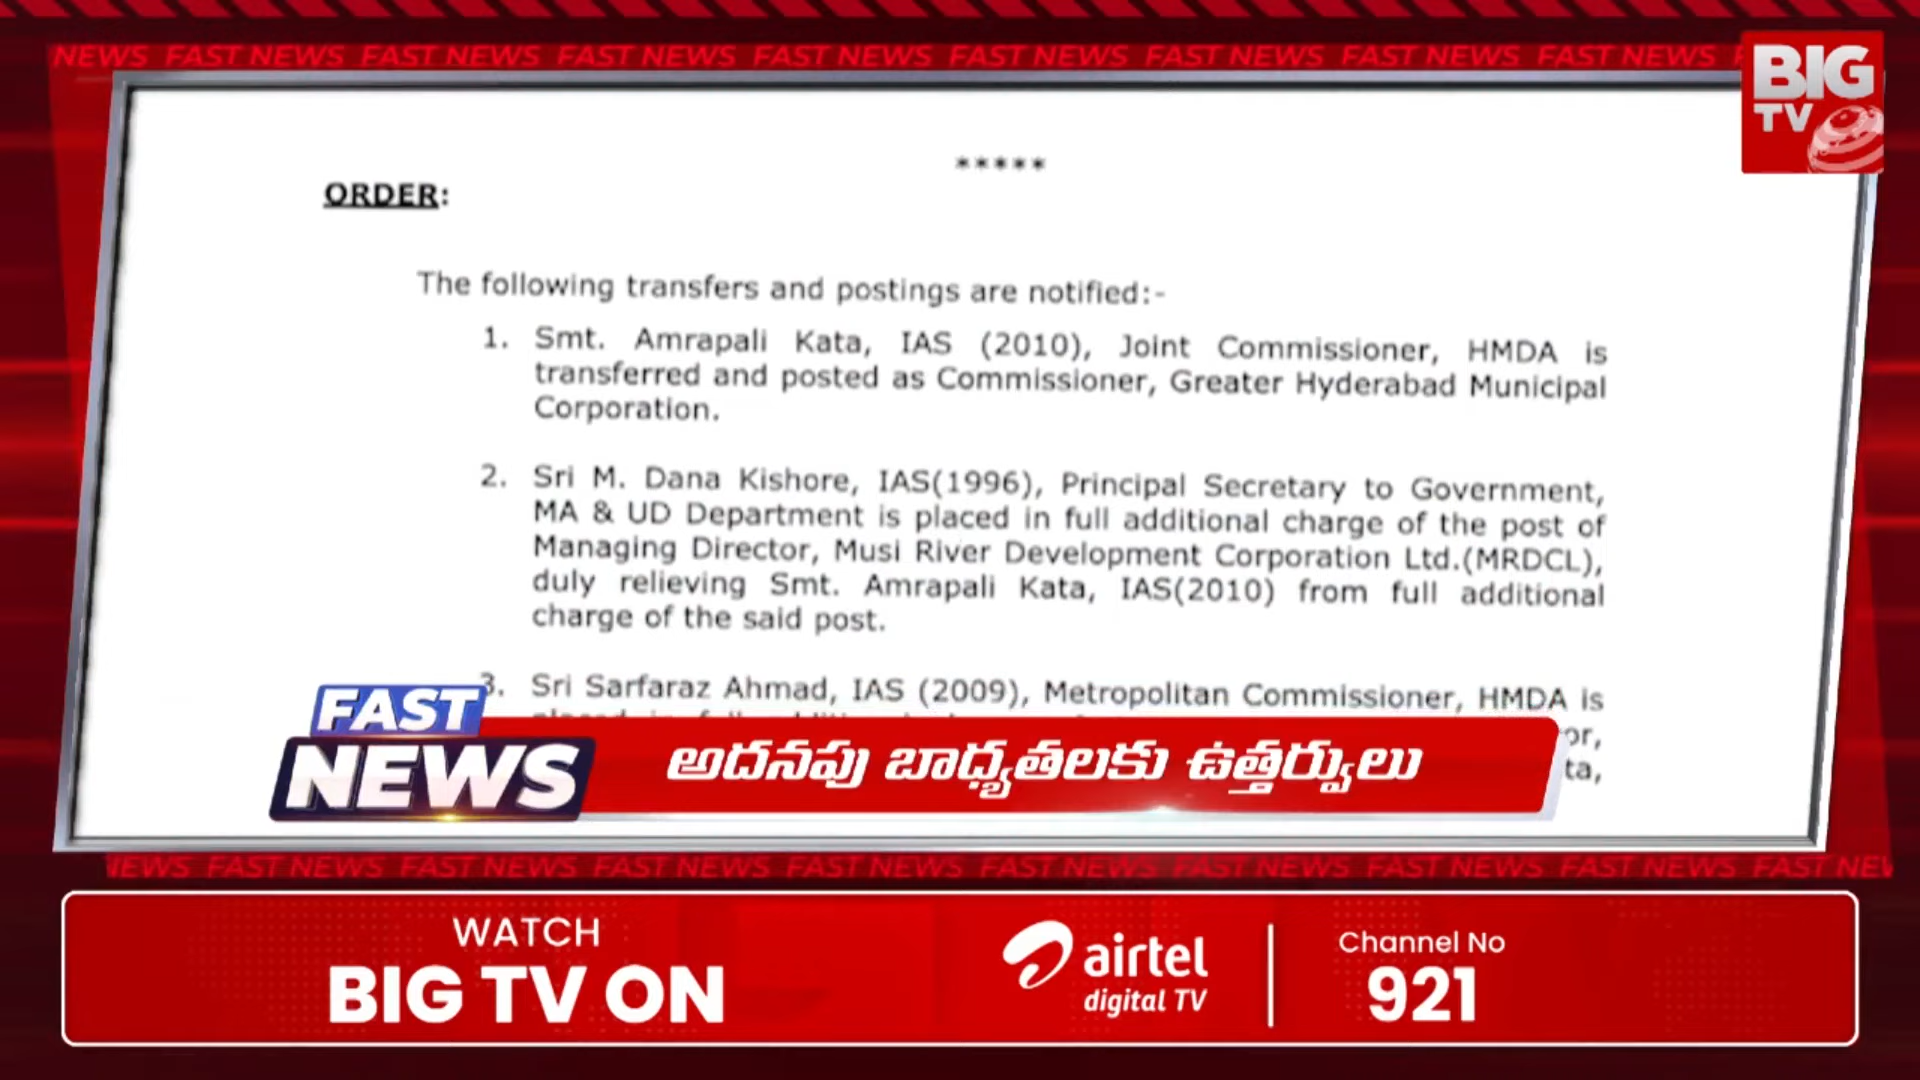 NEWS FAST NEWS FAST NEWS FAST NEWS FAST NEWS FAST NEWS FAST NEWS FAST NEWS FAST NEWS
BIG
TV
*****
ORDER:
The following transfers and postings are notified:-
1. Smt. Amrapali Kata, IAS (2010), Joint Commissioner, HMDA is
transferred and posted as Commissioner, Greater Hyderabad Municipal
Corporation.
2. Sri M. Dana Kishore, IAS(1996), Principal Secretary to Government,
MA & UD Department is placed in full additional charge of the post of
Managing Director, Musi River Development Corporation Ltd.(MRDCL),
duly relieving Smt. Amrapali Kata, IAS(2010) from full additional
charge of the said post.
3. Sri Sarfaraz Ahmad, IAS (2009), Metropolitan Commissioner, HMDA is
FAST
NEWS
అదనపు బాధ్యతలకు ఉత్తర్వులు
NEWS FAST NEWS FAST NEWS FAST NEWS FAST NEWS FAST NEWS FAST NEWS FAST NEWS FAST NEWS FAST NEV
WATCH
BIG TV ON
airtel
digital TV
Channel No
921